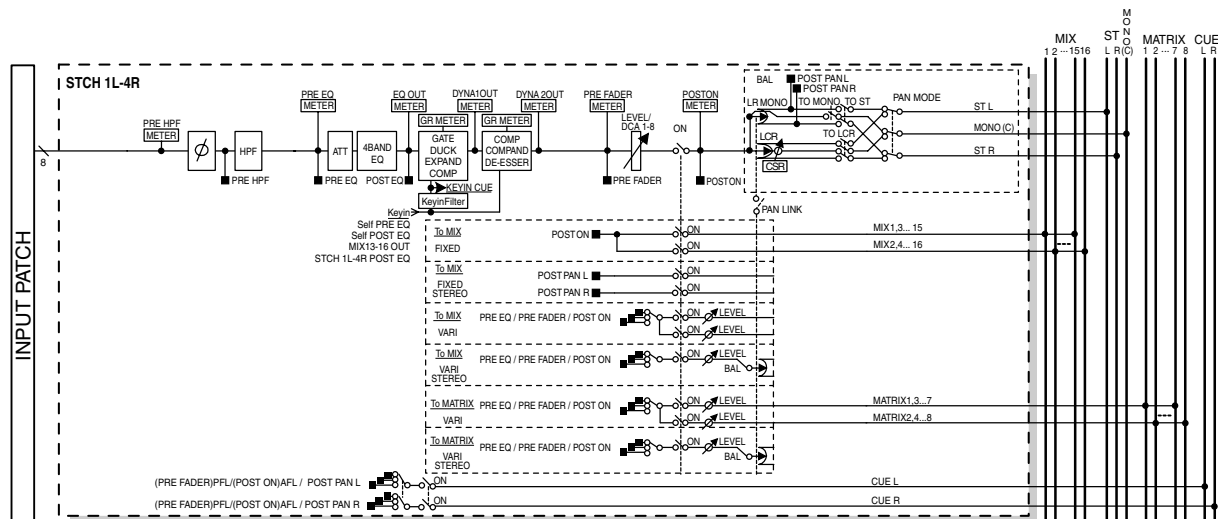 MIX
ST
MONO
(C)
MATRIX
CUE
1 2 ··· 1516
L R
1 2 ··· 7 8
L R
INPUT PATCH
8
STCH 1L-4R
PRE HPF
METER
Ø
PRE HPF
HPF
PRE EQ
METER
PRE EQ
ATT
4BAND
EQ
EQ OUT
METER
POST EQ
DYNA1OUT
METER
GR METER
GATE
DUCK
EXPAND
COMP
KEYIN CUE
KeyinFilter
DYNA 2OUT
METER
GR METER
COMP
COMPAND
DE-ESSER
PRE FADER
METER
PRE FADER
LEVEL/
DCA 1-8
ON
POSTON
METER
POSTON
BAL
POST PAN L
POST PAN R
LR MONO
TO MONO
TO ST
PAN MODE
LCR
TO LCR
CSR
ST L
MONO (C)
ST R
PAN LINK
Keyin
Self PRE EQ
Self POST EQ
MIX13-16 OUT
STCH 1L-4R POST EQ
To MIX
FIXED
POSTON
ON
MIX1,3... 15
ON
MIX2,4... 16
To MIX
FIXED
STEREO
POST PAN L
ON
POST PAN R
ON
To MIX
VARI
PRE EQ / PRE FADER / POST ON
ON
LEVEL
ON
LEVEL
To MIX
VARI
STEREO
PRE EQ / PRE FADER / POST ON
ON
LEVEL
BAL
To MATRIX
VARI
PRE EQ / PRE FADER / POST ON
ON
LEVEL
MATRIX1,3...7
ON
LEVEL
MATRIX2,4...8
To MATRIX
VARI
STEREO
PRE EQ / PRE FADER / POST ON
ON
LEVEL
BAL
(PRE FADER)PFL/(POST ON)AFL / POST PAN L
ON
CUE L
(PRE FADER)PFL/(POST ON)AFL / POST PAN R
ON
CUE R